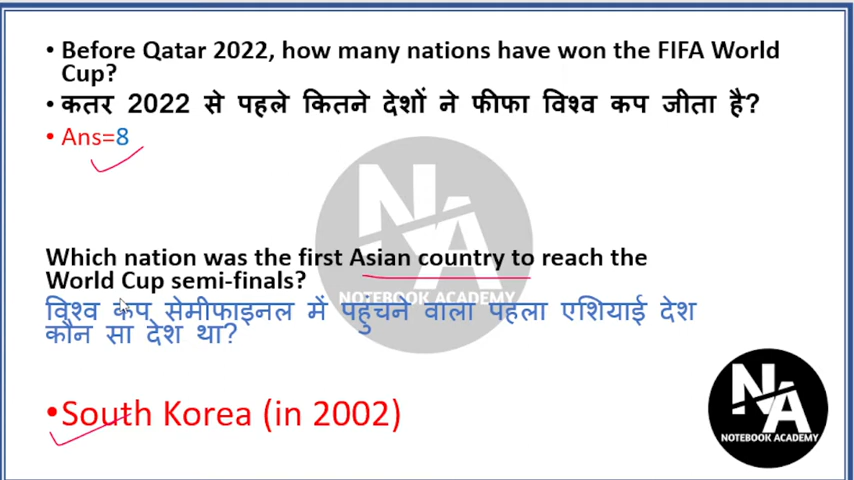 • Before Qatar 2022, how many nations have won the FIFA World
Cup?
• कतर 2022 से पहले कितने देशों ने फीफा विश्व कप जीता है?
• Ans=8
NA
NOTEBOOK ACADEMY
Which nation was the first Asian country to reach the
World Cup semi-finals?
विश्व कप सेमीफाइनल में पहुंचने वाला पहला एशियाई देश
कौन सा देश था?
•South Korea (in 2002)
NA
NOTEBOOK ACADEMY